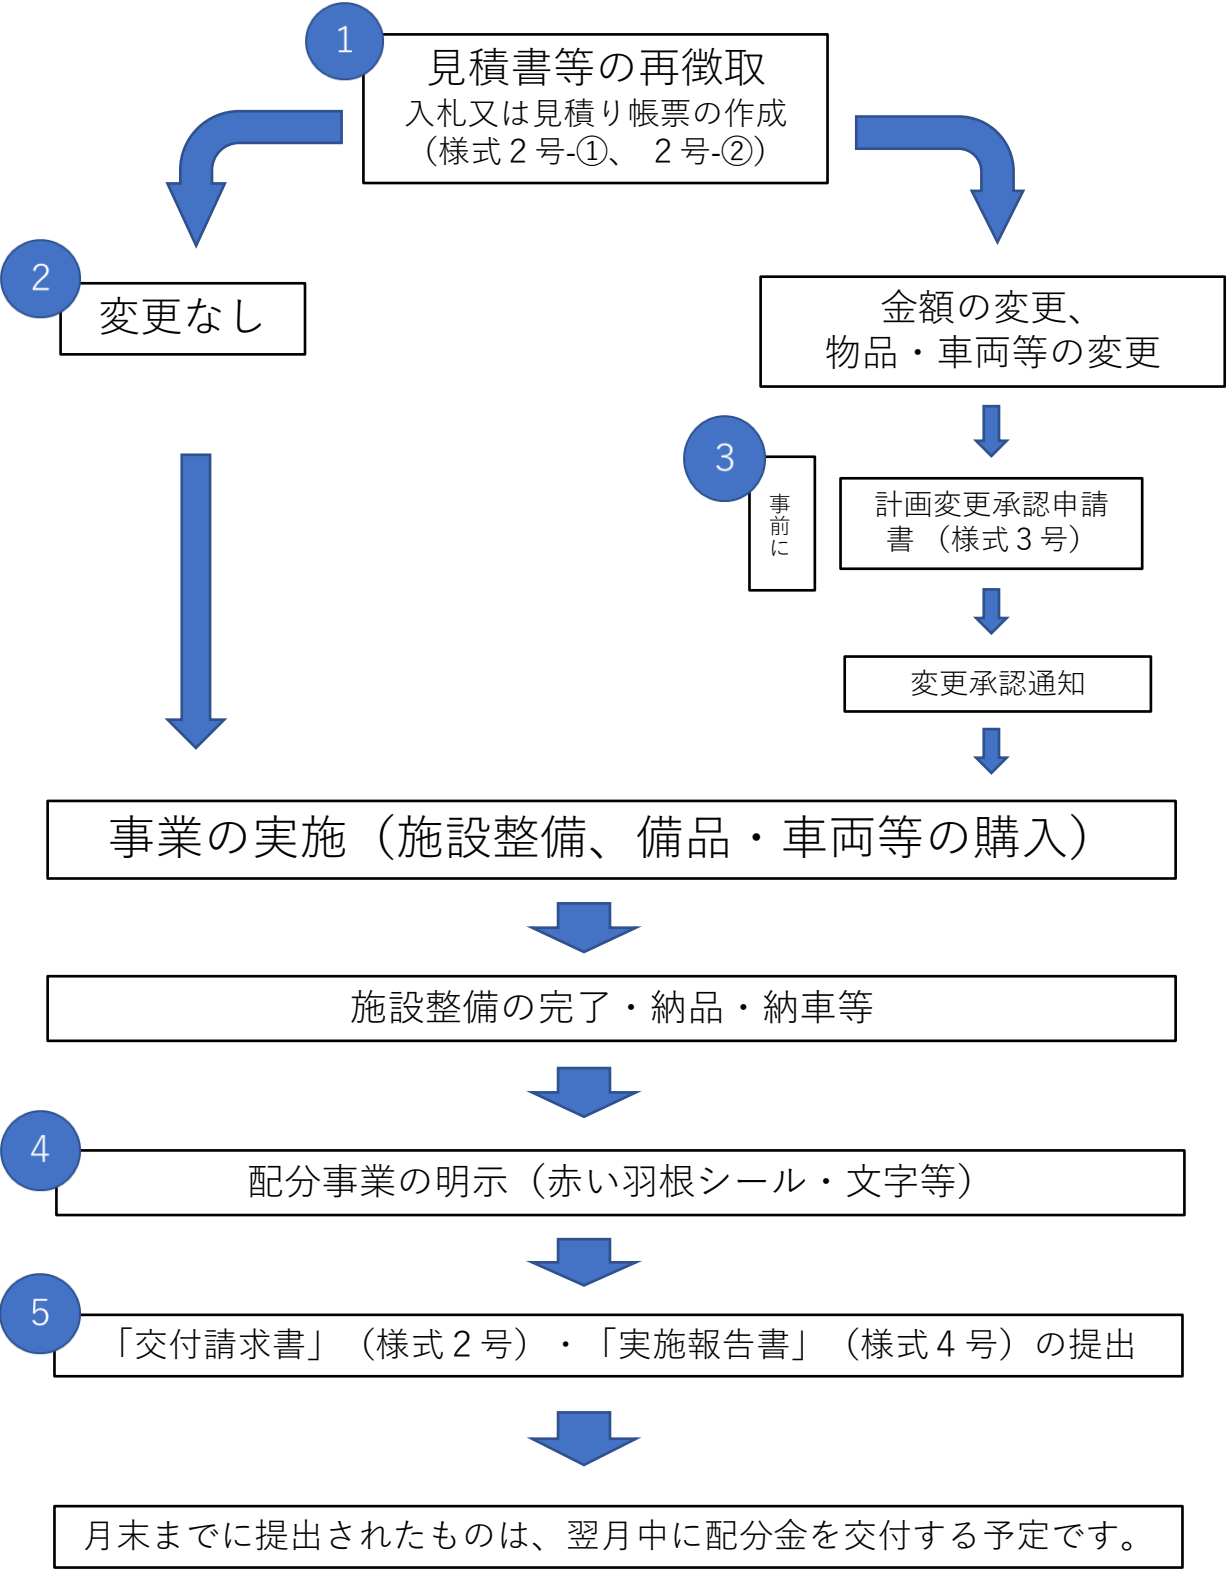 1
見積書等の再徴取
入札又は見積り帳票の作成
（様式２号-①、２号-②）
2
変更なし
金額の変更、
物品・車両等の変更
3
事前に
計画変更承認申請
書（様式３号）
変更承認通知
事業の実施（施設整備、備品・車両等の購入）
施設整備の完了・納品・納車等
4
配分事業の明示（赤い羽根シール・文字等）
5
「交付請求書」（様式２号）・「実施報告書」（様式４号）の提出
月末までに提出されたものは、翌月中に配分金を交付する予定です。